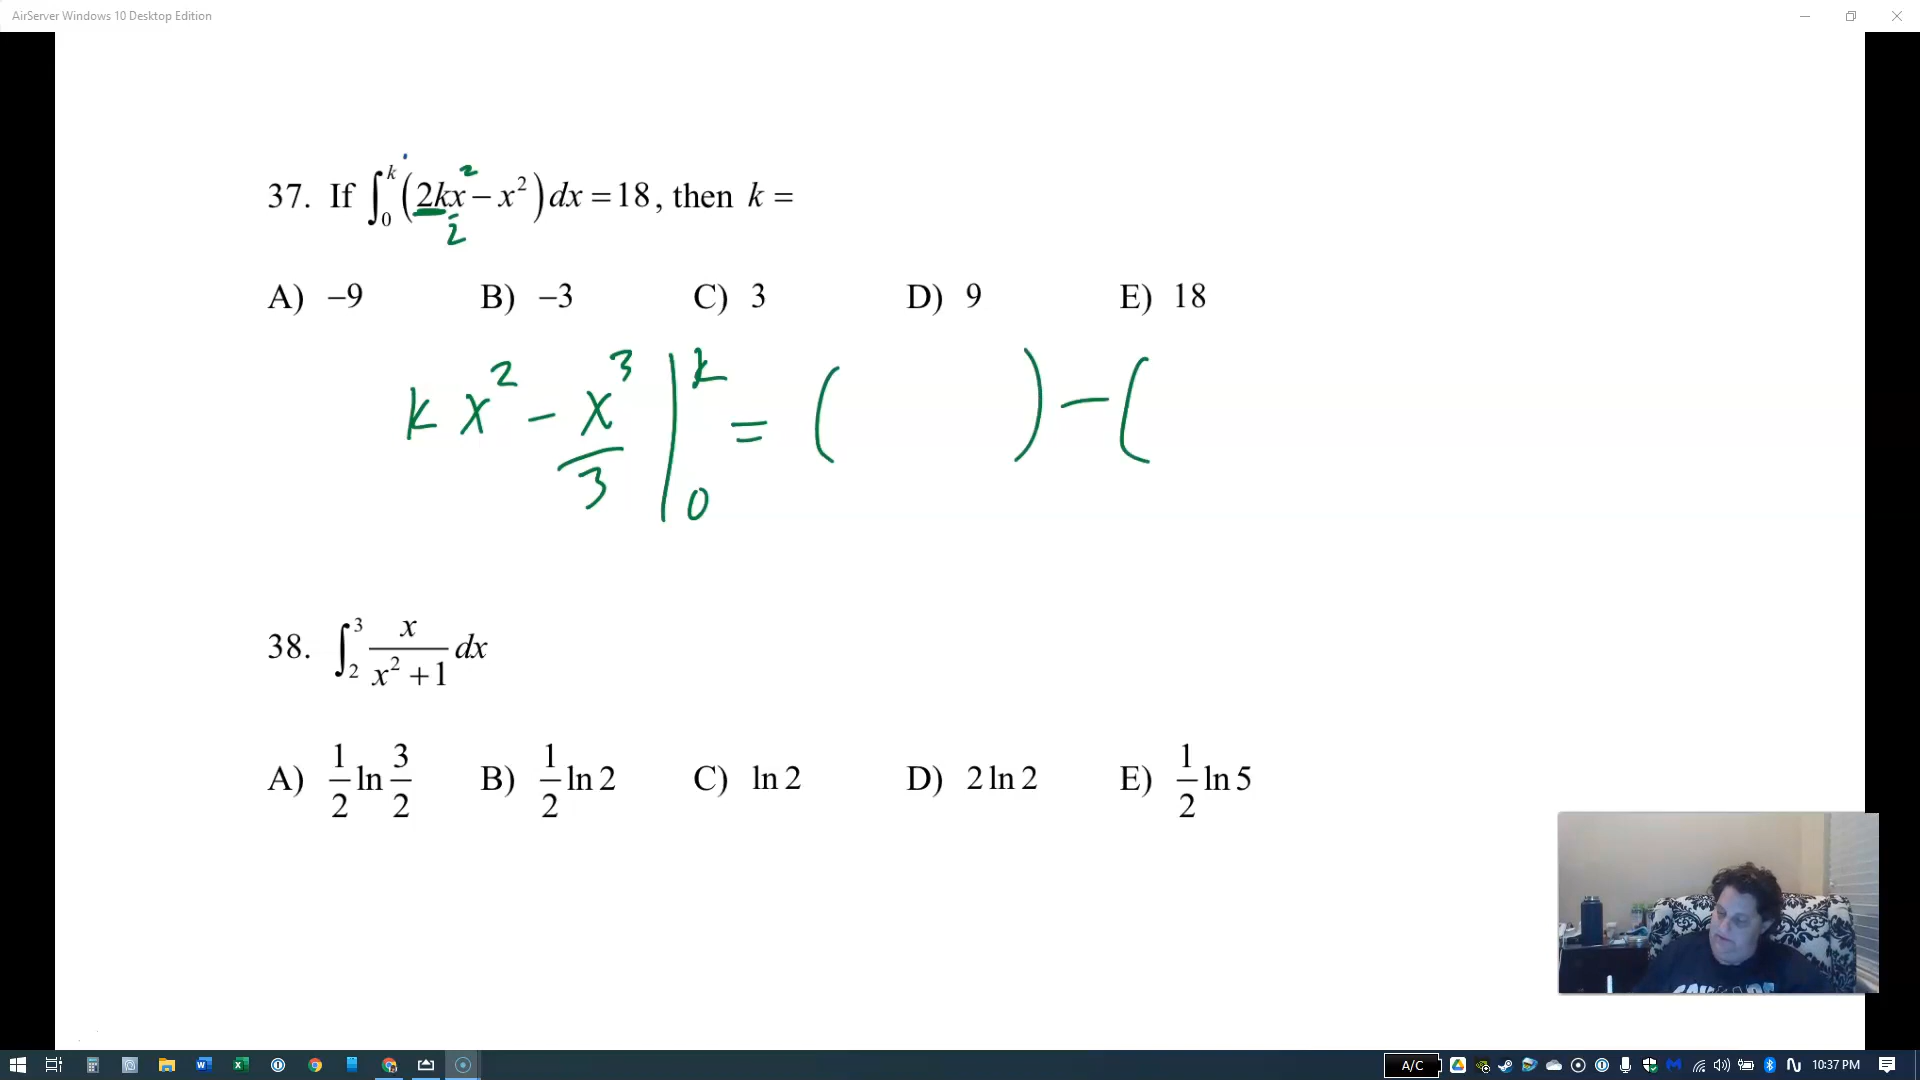 AirServer Windows 10 Desktop Edition
37. If ∫₀ᵏ (2kx − x²) dx = 18, then k =
2
2
A) −9 B) −3 C) 3 D) 9 E) 18
k x² − x³/3 |₀ᵏ = (      ) − (
38. ∫₂³ x/(x² + 1) dx
A) 1/2 ln 3/2 B) 1/2 ln 2 C) ln 2 D) 2 ln 2 E) 1/2 ln 5
A/C 10:37 PM